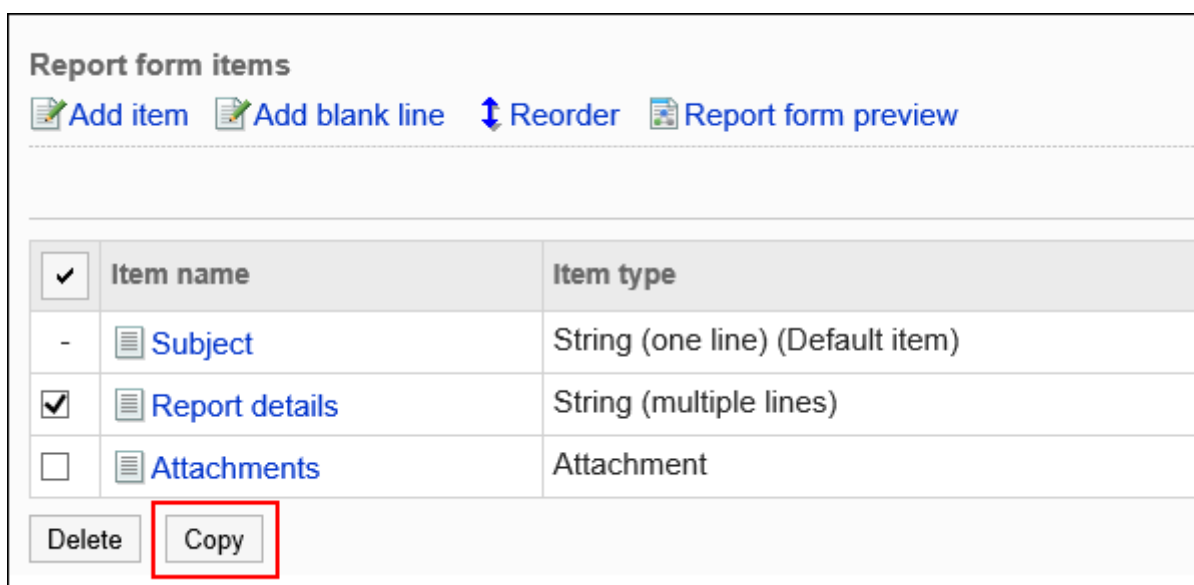 Report form items
Add item Add blank line Reorder Report form preview
Item name Item type
- Subject String (one line) (Default item)
Report details String (multiple lines)
Attachments Attachment
Delete Copy